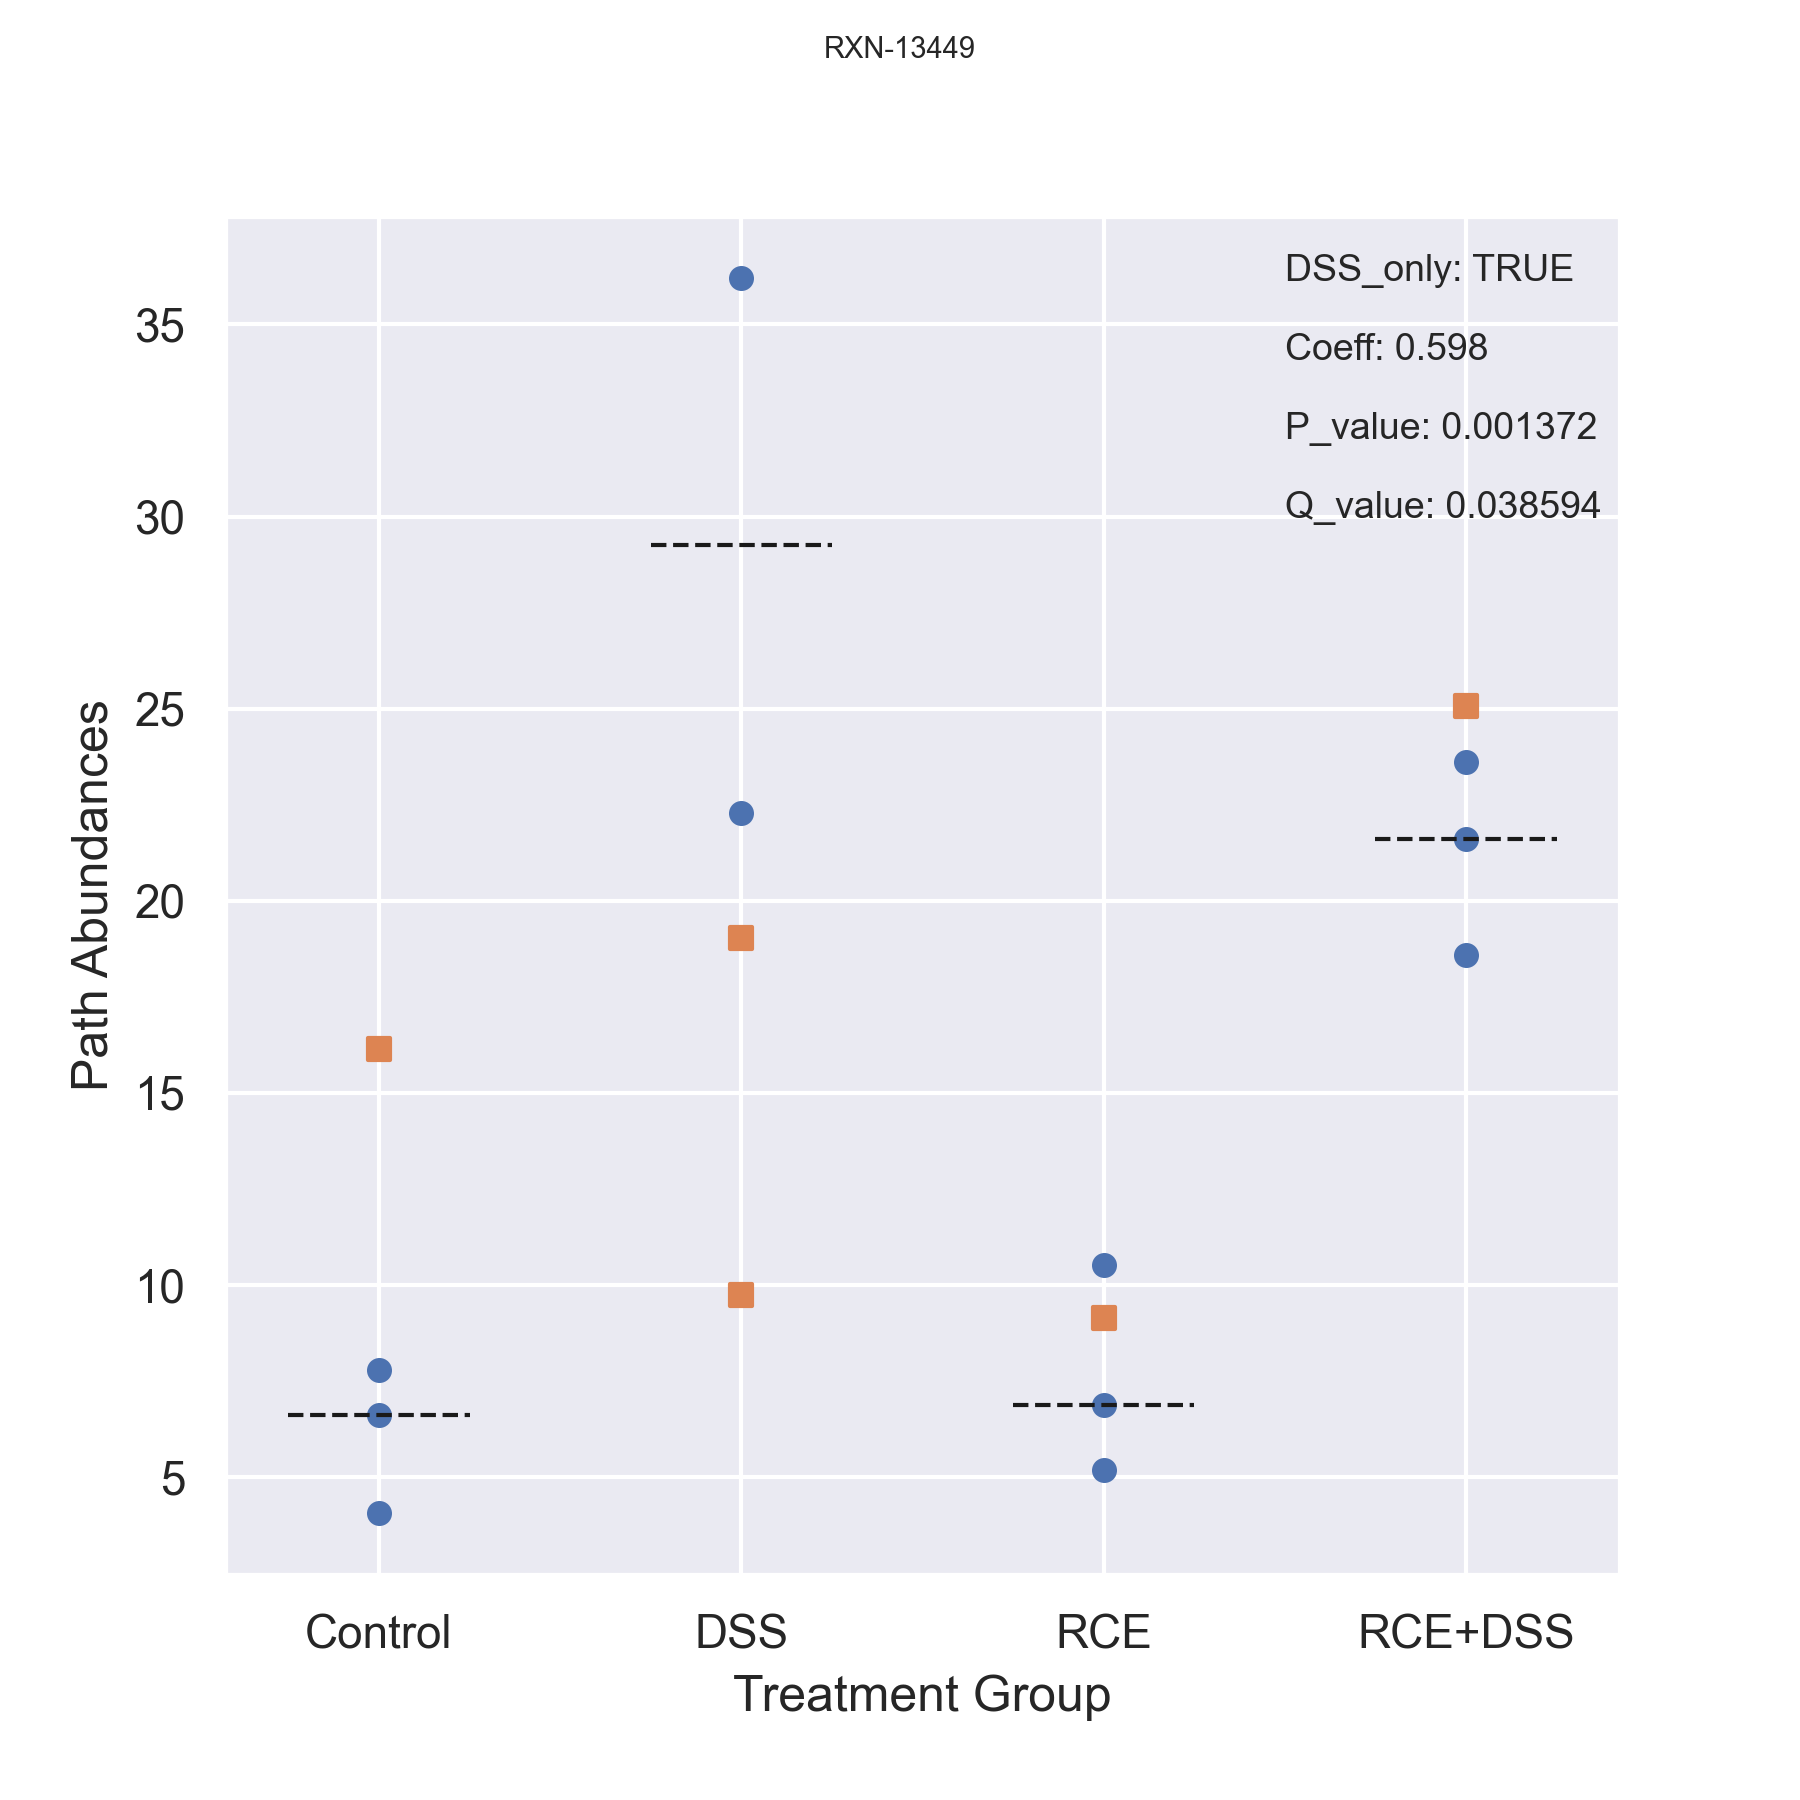 RXN-13449
DSS_only: TRUE
Coeff: 0.598
P_value: 0.001372
Q_value: 0.038594
35
30
25
20
15
10
5
Path Abundances
Control
DSS
RCE
RCE+DSS
Treatment Group